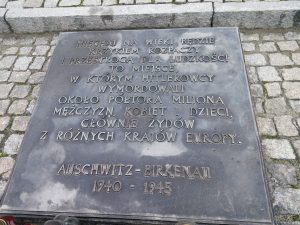 NIECHAJ NA WIEKI BĘDZIE
KRZYKIEM ROZPACZY
I PRZESTROGĄ DLA LUDZKOŚCI
TO MIEJSCE
W KTÓRYM HITLEROWCY
WYMORDOWALI
OKOŁO PÓŁTORA MILIONA
MĘŻCZYZN, KOBIET I DZIECI,
GŁÓWNIE ŻYDÓW
Z RÓŻNYCH KRAJÓW EUROPY.
AUSCHWITZ-BIRKENAU
1940 - 1945